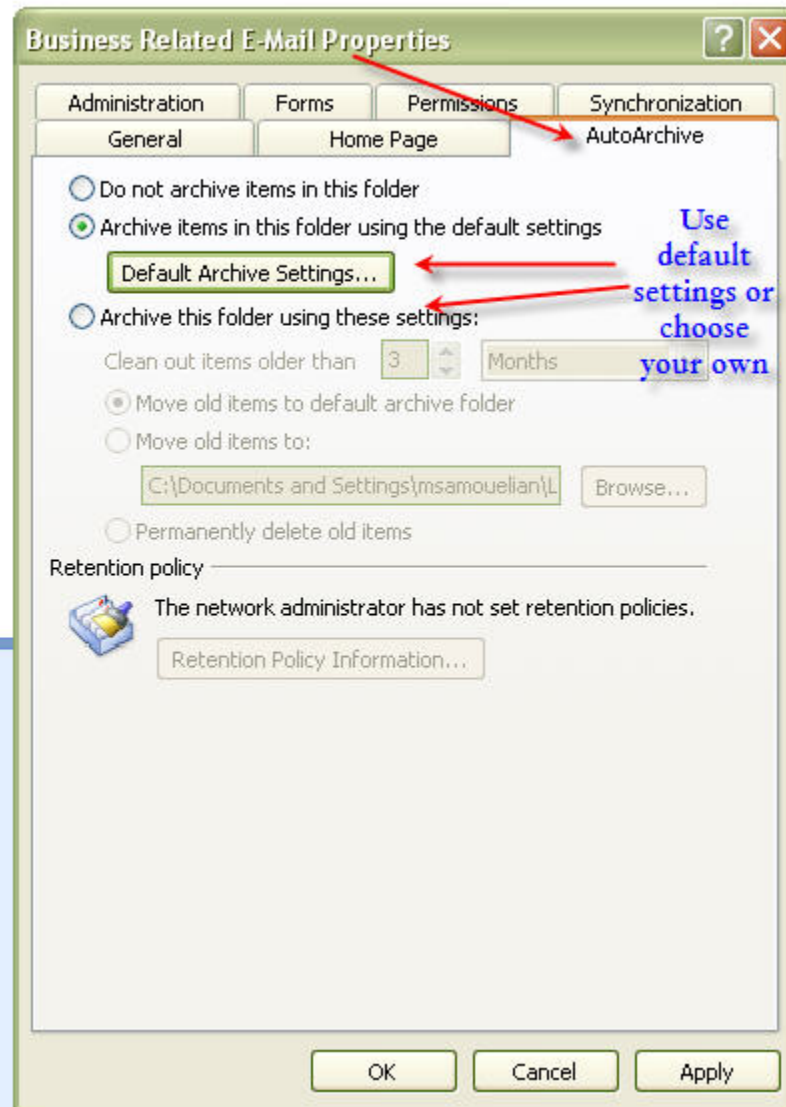 Business Related E-Mail Properties
Administration
Forms
Permissions
Synchronization
General
Home Page
AutoArchive
Do not archive items in this folder
Archive items in this folder using the default settings
Default Archive Settings...
Use
default
settings or
choose
your own
Archive this folder using these settings:
Clean out items older than 3 Months
Move old items to default archive folder
Move old items to:
C:\Documents and Settings\msamouelian\L
Browse...
Permanently delete old items
Retention policy
The network administrator has not set retention policies.
Retention Policy Information...
OK
Cancel
Apply